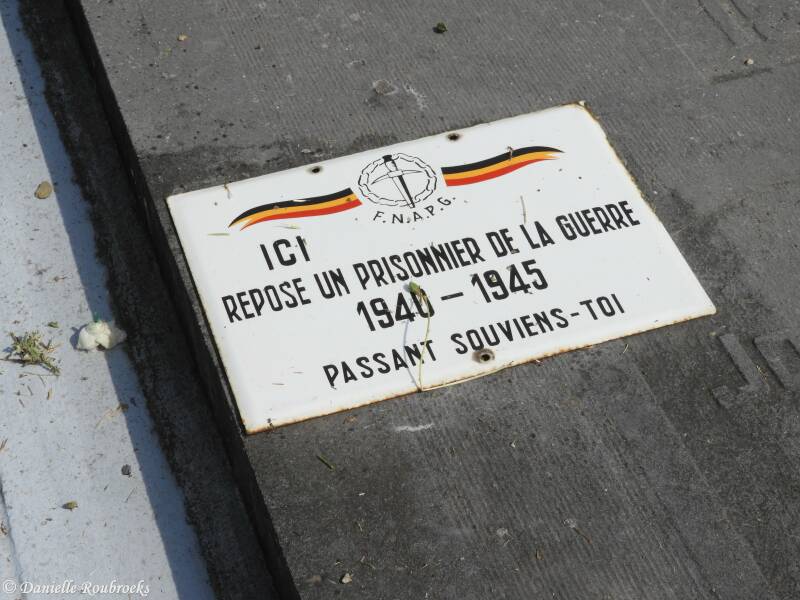 F.N.A.P.G.
ICI
REPOSE UN PRISONNIER DE LA GUERRE
1940 - 1945
PASSANT SOUVIENS-TOI
© Danielle Roubroeks